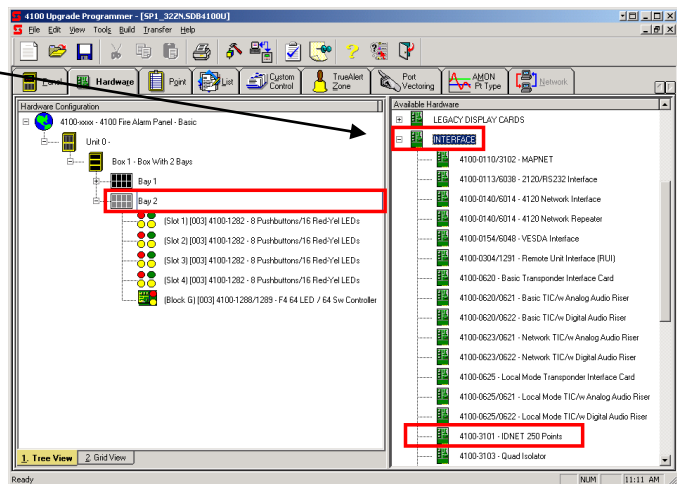 4100 Upgrade Programmer - [SP1_32ZN.SDB4100U]
File Edit View Tools Build Transfer Help
Panel Hardware Point List Custom Control TrueAlert Zone Port Vectoring AMON Pt Type Network
Hardware Configuration
4100-xxxx - 4100 Fire Alarm Panel - Basic
Unit 0 -
Box 1 - Box With 2 Bays
Bay 1
Bay 2
(Slot 1) [003] 4100-1282 - 8 Pushbuttons/16 Red-Yel LEDs
(Slot 2) [003] 4100-1282 - 8 Pushbuttons/16 Red-Yel LEDs
(Slot 3) [003] 4100-1282 - 8 Pushbuttons/16 Red-Yel LEDs
(Slot 4) [003] 4100-1282 - 8 Pushbuttons/16 Red-Yel LEDs
(Block G) [003] 4100-1288/1289 - F4 64 LED / 64 Sw Controller
1. Tree View 2. Grid View
Available Hardware
LEGACY DISPLAY CARDS
INTERFACE
4100-0110/3102 - MAPNET
4100-0113/6038 - 2120/RS232 Interface
4100-0140/6014 - 4120 Network Interface
4100-0140/6014 - 4120 Network Repeater
4100-0154/6048 - VESDA Interface
4100-0304/1291 - Remote Unit Interface (RUI)
4100-0620 - Basic Transponder Interface Card
4100-0620/0621 - Basic TIC/w Analog Audio Riser
4100-0620/0622 - Basic TIC/w Digital Audio Riser
4100-0623/0621 - Network TIC/w Analog Audio Riser
4100-0623/0622 - Network TIC/w Digital Audio Riser
4100-0625 - Local Mode Transponder Interface Card
4100-0625/0621 - Local Mode TIC/w Analog Audio Riser
4100-0625/0622 - Local Mode TIC/w Digital Audio Riser
4100-3101 - IDNET 250 Points
4100-3103 - Quad Isolator
Ready NUM 11:11 AM